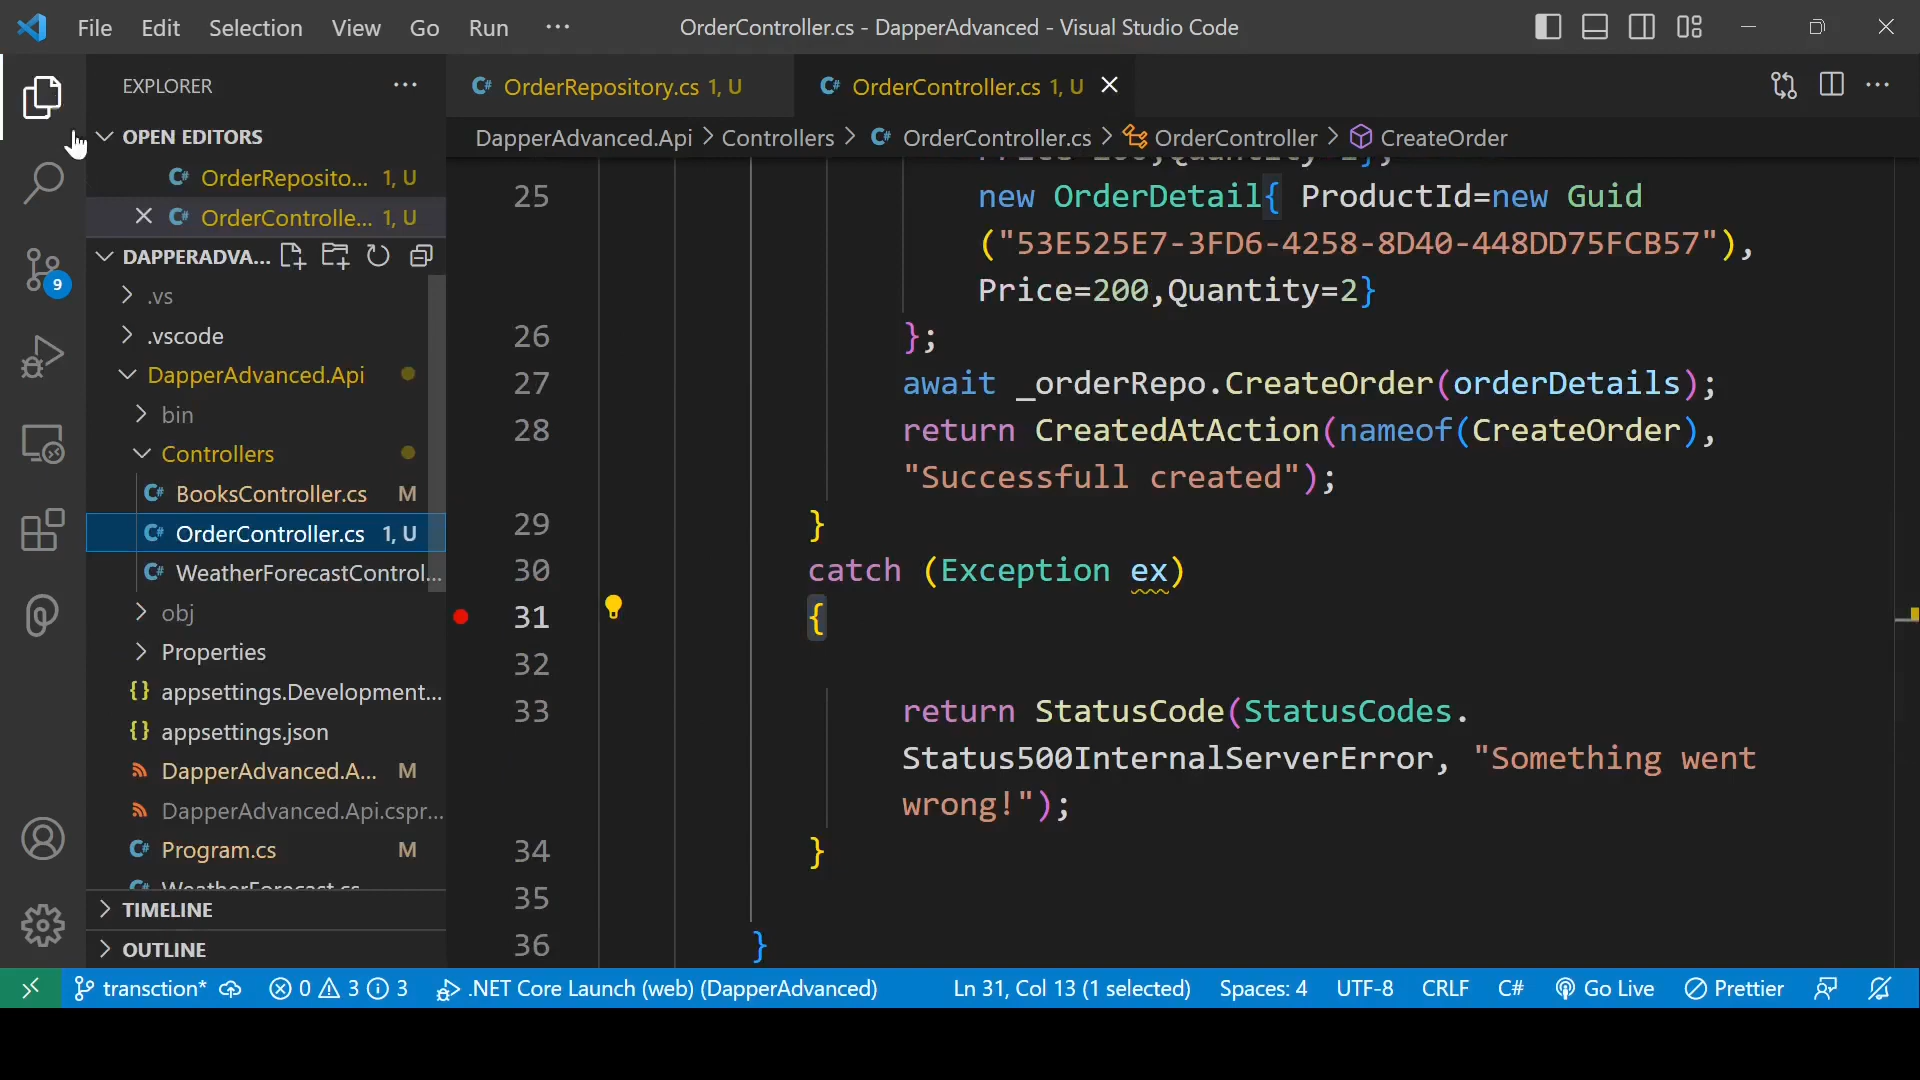 File Edit Selection View Go Run ···
OrderController.cs - DapperAdvanced - Visual Studio Code
EXPLORER
OPEN EDITORS
OrderReposito... 1, U
OrderControlle... 1, U
DAPPERADVA...
.vs
.vscode
DapperAdvanced.Api
bin
Controllers
BooksController.cs M
OrderController.cs 1, U
WeatherForecastControl...
obj
Properties
appsettings.Development...
appsettings.json
DapperAdvanced.A... M
DapperAdvanced.Api.cspr...
Program.cs M
WeatherForecast.cs
TIMELINE
OUTLINE
9
OrderRepository.cs 1, U
OrderController.cs 1, U
DapperAdvanced.Api > Controllers > OrderController.cs > OrderController > CreateOrder
25 new OrderDetail{ ProductId=new Guid
("53E525E7-3FD6-4258-8D40-448DD75FCB57"),
Price=200,Quantity=2}
26 };
27 await _orderRepo.CreateOrder(orderDetails);
28 return CreatedAtAction(nameof(CreateOrder),
"Successfull created");
29 }
30 catch (Exception ex)
31 {
32
33 return StatusCode(StatusCodes.
Status500InternalServerError, "Something went
wrong!");
34 }
35
36 }
transction* 0 3 3 .NET Core Launch (web) (DapperAdvanced) Ln 31, Col 13 (1 selected) Spaces: 4 UTF-8 CRLF C# Go Live Prettier